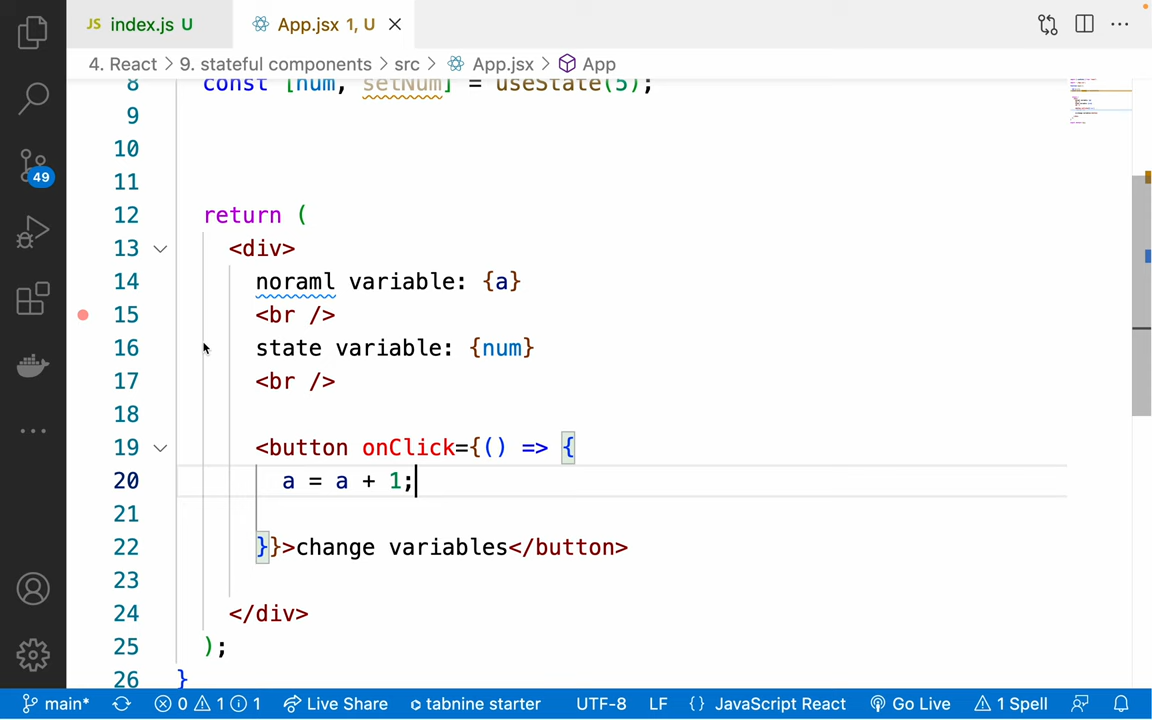 JS index.js U App.jsx 1, U
4. React > 9. stateful components > src > App.jsx > App
8 const [num, setNum] = useState(5);
9
10
11
12 return (
13 <div>
14 noraml variable: {a}
15 <br />
16 state variable: {num}
17 <br />
18
19 <button onClick={() => {
20 a = a + 1;
21
22 }}>change variables</button>
23
24 </div>
25 );
26 }
49
main* 0 1 1 Live Share tabnine starter UTF-8 LF {} JavaScript React Go Live 1 Spell